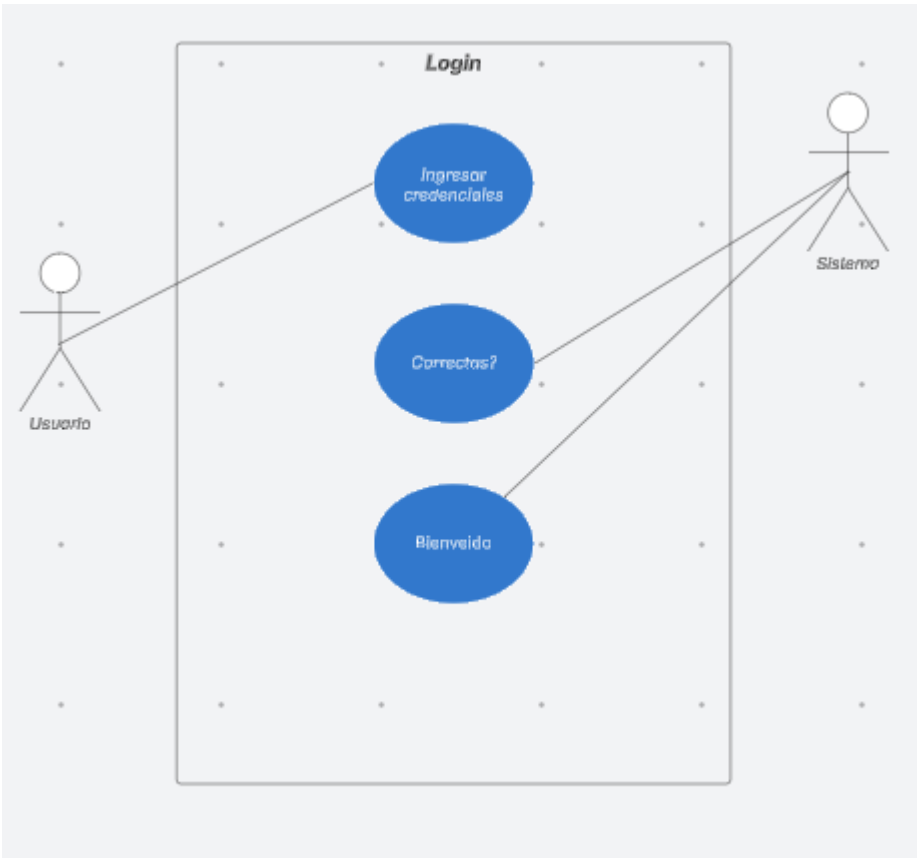 Login
Ingresar
credenciales
Sistema
Correctas?
Usuario
Bienveido